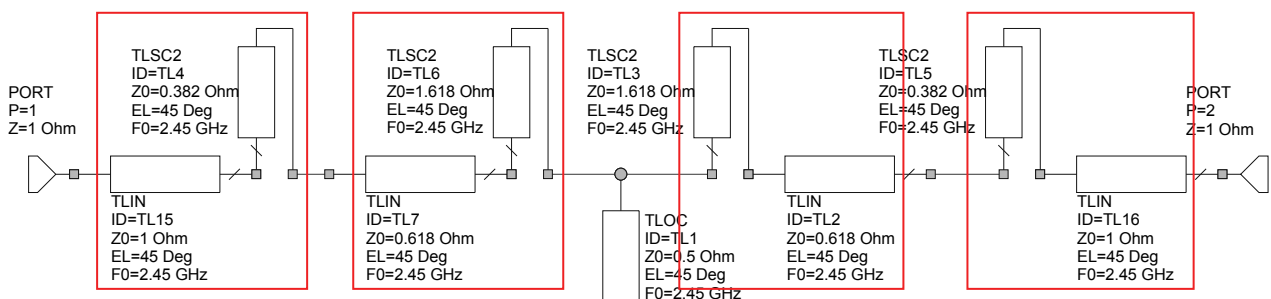 PORT
P=1
Z=1 Ohm
TLSC2
ID=TL4
Z0=0.382 Ohm
EL=45 Deg
F0=2.45 GHz
TLIN
ID=TL15
Z0=1 Ohm
EL=45 Deg
F0=2.45 GHz
TLSC2
ID=TL6
Z0=1.618 Ohm
EL=45 Deg
F0=2.45 GHz
TLIN
ID=TL7
Z0=0.618 Ohm
EL=45 Deg
F0=2.45 GHz
TLSC2
ID=TL3
Z0=1.618 Ohm
EL=45 Deg
F0=2.45 GHz
TLOC
ID=TL1
Z0=0.5 Ohm
EL=45 Deg
F0=2.45 GHz
TLIN
ID=TL2
Z0=0.618 Ohm
EL=45 Deg
F0=2.45 GHz
TLSC2
ID=TL5
Z0=0.382 Ohm
EL=45 Deg
F0=2.45 GHz
TLIN
ID=TL16
Z0=1 Ohm
EL=45 Deg
F0=2.45 GHz
PORT
P=2
Z=1 Ohm